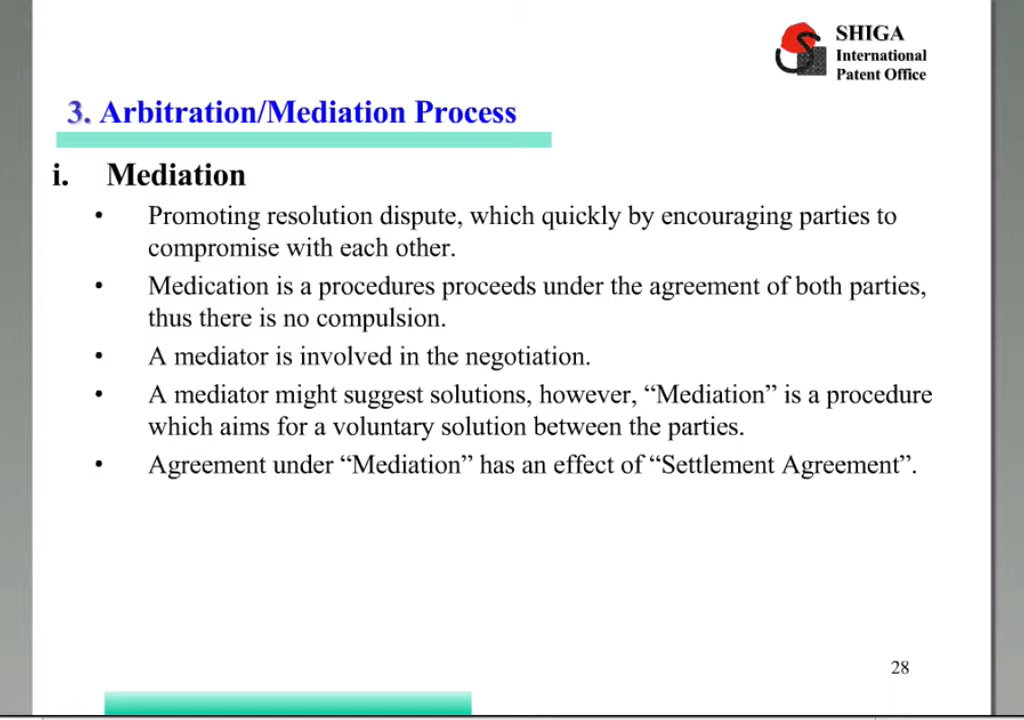 SHIGA
International
Patent Office
3. Arbitration/Mediation Process
i. Mediation
• Promoting resolution dispute, which quickly by encouraging parties to
compromise with each other.
• Medication is a procedures proceeds under the agreement of both parties,
thus there is no compulsion.
• A mediator is involved in the negotiation.
• A mediator might suggest solutions, however, “Mediation” is a procedure
which aims for a voluntary solution between the parties.
• Agreement under “Mediation” has an effect of “Settlement Agreement”.
28